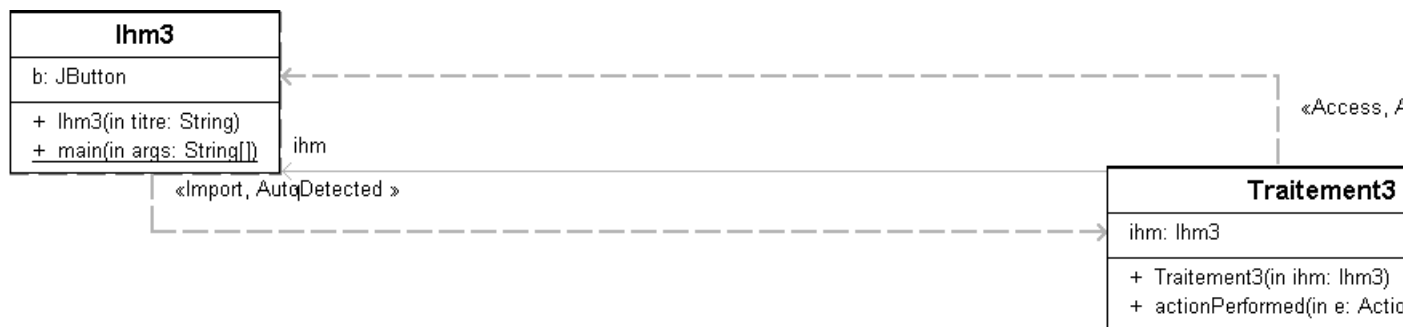 Ihm3
b: JButton
+ Ihm3(in titre: String)
+ main(in args: String[])
ihm
«Import, AutoDetected »
«Access, A
Traitement3
ihm: Ihm3
+ Traitement3(in ihm: Ihm3)
+ actionPerformed(in e: Actio